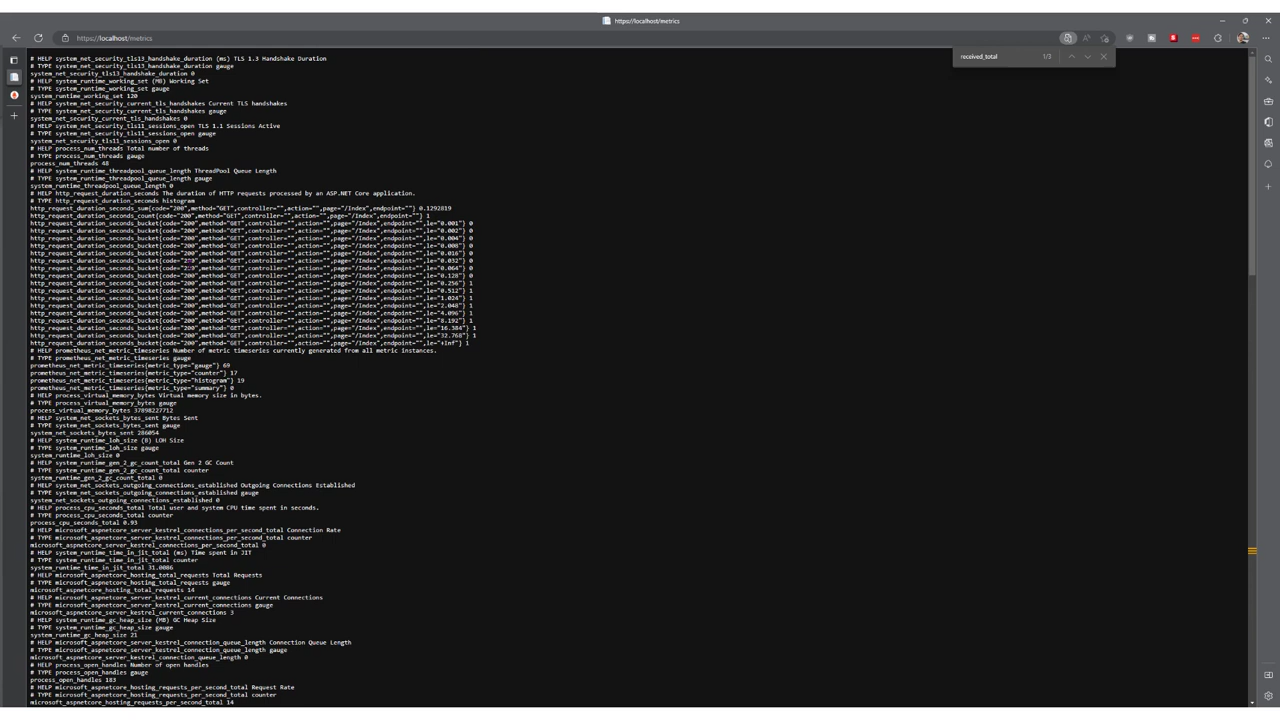 https://localhost/metrics
https://localhost/metrics
received_total 1/3
# HELP system_net_security_tls13_handshake_duration (ms) TLS 1.3 Handshake Duration
# TYPE system_net_security_tls13_handshake_duration gauge
system_net_security_tls13_handshake_duration 0
# HELP system_runtime_working_set (MB) Working Set
# TYPE system_runtime_working_set gauge
system_runtime_working_set 120
# HELP system_net_security_current_tls_handshakes Current TLS handshakes
# TYPE system_net_security_current_tls_handshakes gauge
system_net_security_current_tls_handshakes 0
# HELP system_net_security_tls11_sessions_open TLS 1.1 Sessions Active
# TYPE system_net_security_tls11_sessions_open gauge
system_net_security_tls11_sessions_open 0
# HELP process_num_threads Total number of threads
# TYPE process_num_threads gauge
process_num_threads 48
# HELP system_runtime_threadpool_queue_length ThreadPool Queue Length
# TYPE system_runtime_threadpool_queue_length gauge
system_runtime_threadpool_queue_length 0
# HELP http_request_duration_seconds The duration of HTTP requests processed by an ASP.NET Core application.
# TYPE http_request_duration_seconds histogram
http_request_duration_seconds_sum{code="200",method="GET",controller="",action="",page="/Index",endpoint=""} 0.1292819
http_request_duration_seconds_count{code="200",method="GET",controller="",action="",page="/Index",endpoint=""} 1
http_request_duration_seconds_bucket{code="200",method="GET",controller="",action="",page="/Index",endpoint="",le="0.001"} 0
http_request_duration_seconds_bucket{code="200",method="GET",controller="",action="",page="/Index",endpoint="",le="0.002"} 0
http_request_duration_seconds_bucket{code="200",method="GET",controller="",action="",page="/Index",endpoint="",le="0.004"} 0
http_request_duration_seconds_bucket{code="200",method="GET",controller="",action="",page="/Index",endpoint="",le="0.008"} 0
http_request_duration_seconds_bucket{code="200",method="GET",controller="",action="",page="/Index",endpoint="",le="0.016"} 0
http_request_duration_seconds_bucket{code="200",method="GET",controller="",action="",page="/Index",endpoint="",le="0.032"} 0
http_request_duration_seconds_bucket{code="200",method="GET",controller="",action="",page="/Index",endpoint="",le="0.064"} 0
http_request_duration_seconds_bucket{code="200",method="GET",controller="",action="",page="/Index",endpoint="",le="0.128"} 0
http_request_duration_seconds_bucket{code="200",method="GET",controller="",action="",page="/Index",endpoint="",le="0.256"} 1
http_request_duration_seconds_bucket{code="200",method="GET",controller="",action="",page="/Index",endpoint="",le="0.512"} 1
http_request_duration_seconds_bucket{code="200",method="GET",controller="",action="",page="/Index",endpoint="",le="1.024"} 1
http_request_duration_seconds_bucket{code="200",method="GET",controller="",action="",page="/Index",endpoint="",le="2.048"} 1
http_request_duration_seconds_bucket{code="200",method="GET",controller="",action="",page="/Index",endpoint="",le="4.096"} 1
http_request_duration_seconds_bucket{code="200",method="GET",controller="",action="",page="/Index",endpoint="",le="8.192"} 1
http_request_duration_seconds_bucket{code="200",method="GET",controller="",action="",page="/Index",endpoint="",le="16.384"} 1
http_request_duration_seconds_bucket{code="200",method="GET",controller="",action="",page="/Index",endpoint="",le="32.768"} 1
http_request_duration_seconds_bucket{code="200",method="GET",controller="",action="",page="/Index",endpoint="",le="+Inf"} 1
# HELP prometheus_net_metric_timeseries Number of metric timeseries currently generated from all metric instances.
# TYPE prometheus_net_metric_timeseries gauge
prometheus_net_metric_timeseries{metric_type="gauge"} 69
prometheus_net_metric_timeseries{metric_type="counter"} 17
prometheus_net_metric_timeseries{metric_type="histogram"} 19
prometheus_net_metric_timeseries{metric_type="summary"} 0
# HELP process_virtual_memory_bytes Virtual memory size in bytes.
# TYPE process_virtual_memory_bytes gauge
process_virtual_memory_bytes 37898227712
# HELP system_net_sockets_bytes_sent Bytes Sent
# TYPE system_net_sockets_bytes_sent gauge
system_net_sockets_bytes_sent 286054
# HELP system_runtime_loh_size (B) LOH Size
# TYPE system_runtime_loh_size gauge
system_runtime_loh_size 0
# HELP system_runtime_gen_2_gc_count_total Gen 2 GC Count
# TYPE system_runtime_gen_2_gc_count_total counter
system_runtime_gen_2_gc_count_total 0
# HELP system_net_sockets_outgoing_connections_established Outgoing Connections Established
# TYPE system_net_sockets_outgoing_connections_established gauge
system_net_sockets_outgoing_connections_established 0
# HELP process_cpu_seconds_total Total user and system CPU time spent in seconds.
# TYPE process_cpu_seconds_total counter
process_cpu_seconds_total 0.93
# HELP microsoft_aspnetcore_server_kestrel_connections_per_second_total Connection Rate
# TYPE microsoft_aspnetcore_server_kestrel_connections_per_second_total counter
microsoft_aspnetcore_server_kestrel_connections_per_second_total 0
# HELP system_runtime_time_in_jit_total (ms) Time spent in JIT
# TYPE system_runtime_time_in_jit_total counter
system_runtime_time_in_jit_total 31.0086
# HELP microsoft_aspnetcore_hosting_total_requests Total Requests
# TYPE microsoft_aspnetcore_hosting_total_requests gauge
microsoft_aspnetcore_hosting_total_requests 14
# HELP microsoft_aspnetcore_server_kestrel_current_connections Current Connections
# TYPE microsoft_aspnetcore_server_kestrel_current_connections gauge
microsoft_aspnetcore_server_kestrel_current_connections 3
# HELP system_runtime_gc_heap_size (MB) GC Heap Size
# TYPE system_runtime_gc_heap_size gauge
system_runtime_gc_heap_size 21
# HELP microsoft_aspnetcore_server_kestrel_connection_queue_length Connection Queue Length
# TYPE microsoft_aspnetcore_server_kestrel_connection_queue_length gauge
microsoft_aspnetcore_server_kestrel_connection_queue_length 0
# HELP process_open_handles Number of open handles
# TYPE process_open_handles gauge
process_open_handles 183
# HELP microsoft_aspnetcore_hosting_requests_per_second_total Request Rate
# TYPE microsoft_aspnetcore_hosting_requests_per_second_total counter
microsoft_aspnetcore_hosting_requests_per_second_total 14